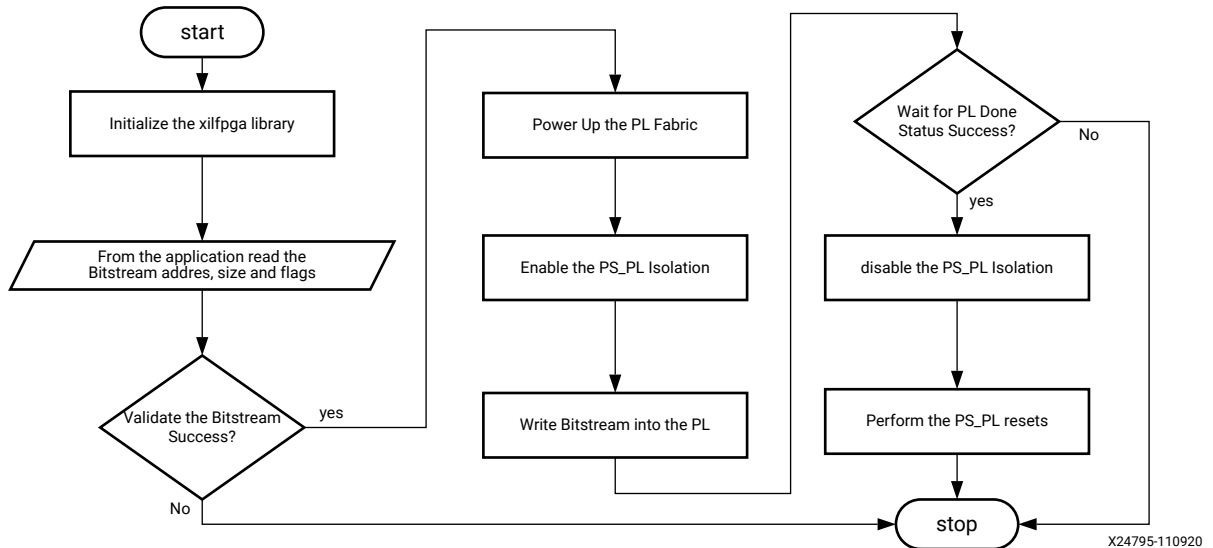 start
Initialize the xilfpga library
From the application read the
Bitstream addres, size and flags
Validate the Bitstream
Success?
yes
No
Power Up the PL Fabric
Enable the PS_PL Isolation
Write Bitstream into the PL
Wait for PL Done
Status Success?
No
yes
disable the PS_PL Isolation
Perform the PS_PL resets
stop
X24795-110920